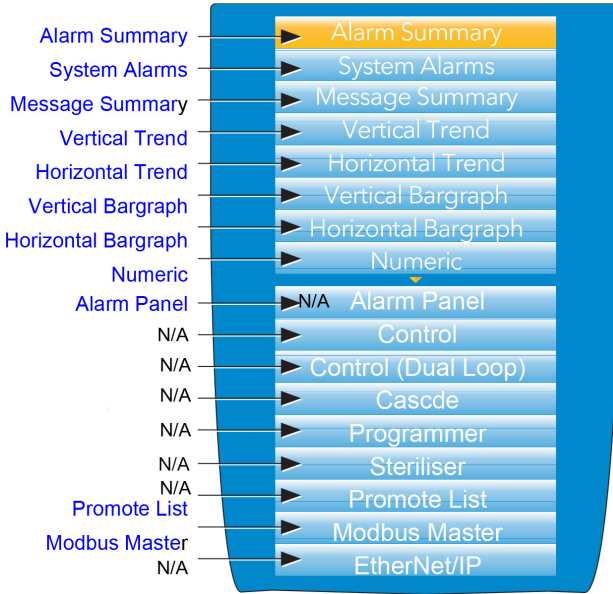 Alarm Summary Alarm Summary
System Alarms System Alarms
Message Summary Message Summary
Vertical Trend Vertical Trend
Horizontal Trend Horizontal Trend
Vertical Bargraph Vertical Bargraph
Horizontal Bargraph Horizontal Bargraph
Numeric Numeric
Alarm Panel N/A Alarm Panel
N/A Control
N/A Control (Dual Loop)
N/A Cascde
N/A Programmer
N/A Steriliser
N/A
Promote List Promote List
Modbus Master Modbus Master
N/A EtherNet/IP